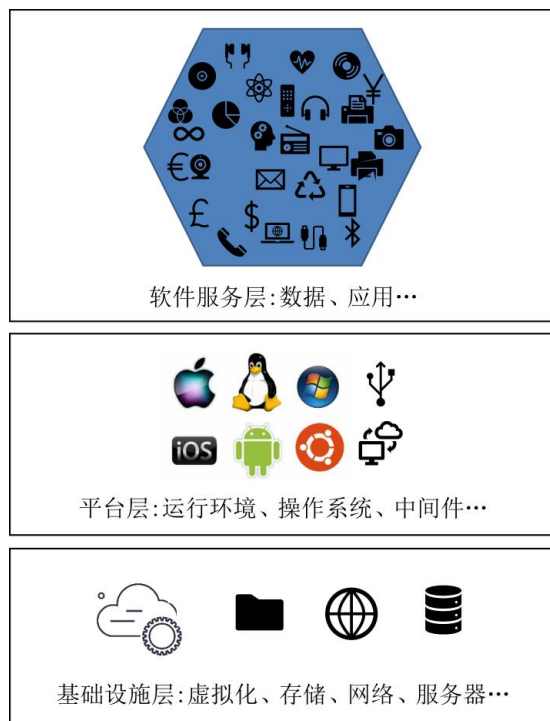 软件服务层:数据、应用…
iOS
平台层:运行环境、操作系统、中间件…
基础设施层:虚拟化、存储、网络、服务器…